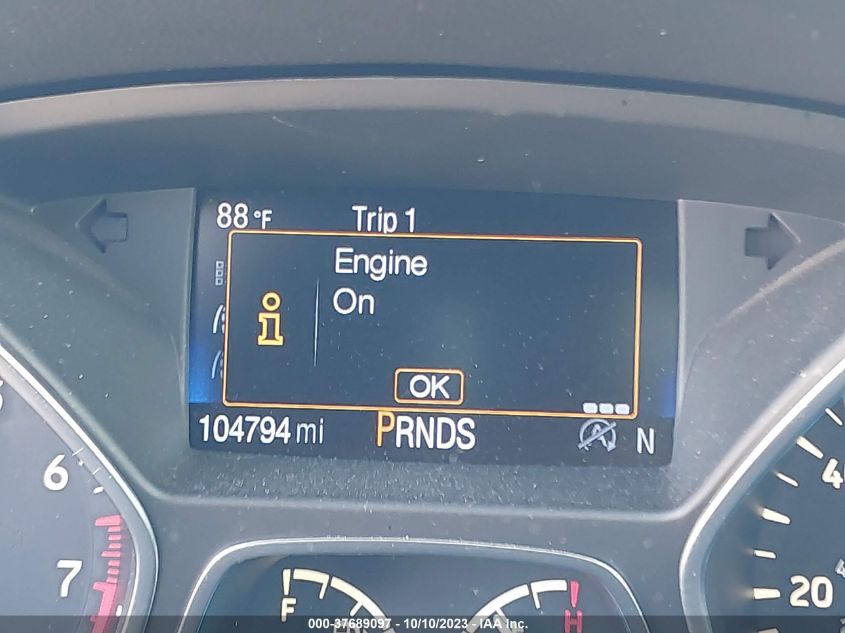 88 °F Trip 1
Engine
On
OK
104794 mi PRNDS N
6
7
40
20
F H
000-37689097 - 10/10/2023 - IAA Inc.